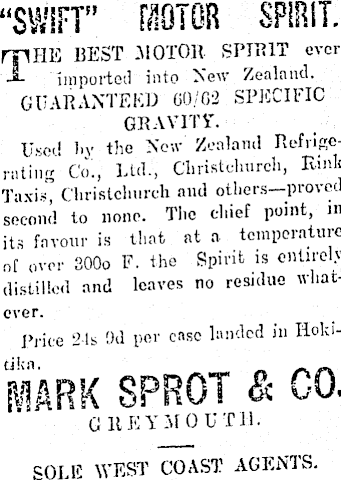 “SWIFT” MOTOR SPIRIT.
THE BEST MOTOR SPIRIT ever
imported into New Zealand.
GUARANTEED 60/62 SPECIFIC
GRAVITY.
Used by the New Zealand Refrige-
rating Co., Ltd., Christchurch, Rink
Taxis, Christchurch and others—proved
second to none. The chief point, in
its favour is that at a temperature
of over 300o F. the Spirit is entirely
distilled and leaves no residue what-
ever.
Price 24s 9d per case landed in Hoki-
tika.
MARK SPROT & CO.
GREYMOUTH.
SOLE WEST COAST AGENTS.